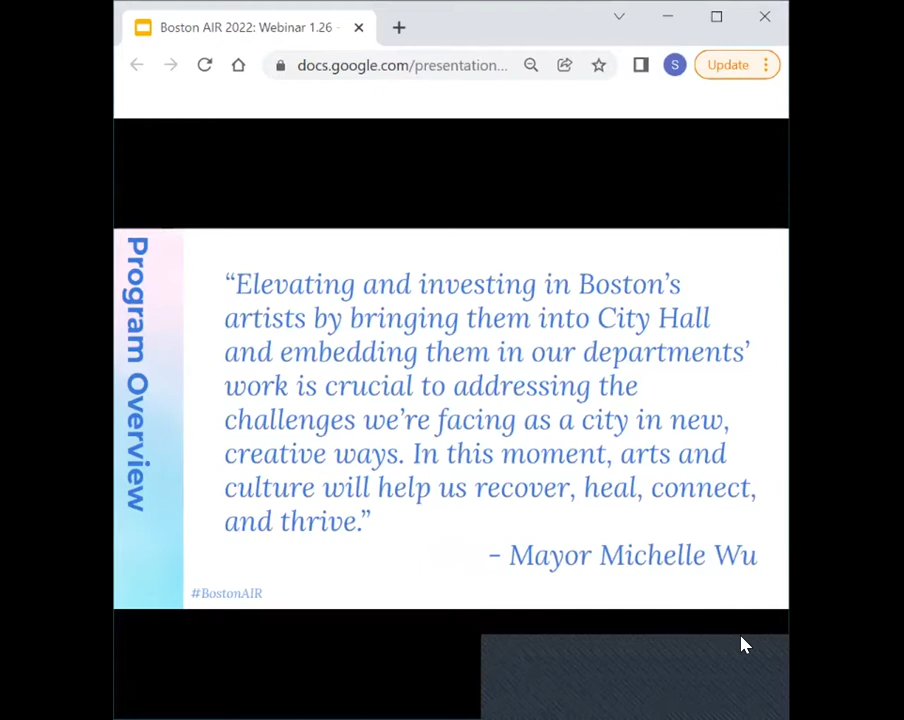 Boston AIR 2022: Webinar 1.26 -
docs.google.com/presentation...
S
Update
Program Overview
“Elevating and investing in Boston’s
artists by bringing them into City Hall
and embedding them in our departments’
work is crucial to addressing the
challenges we’re facing as a city in new,
creative ways. In this moment, arts and
culture will help us recover, heal, connect,
and thrive.”
– Mayor Michelle Wu
#BostonAIR